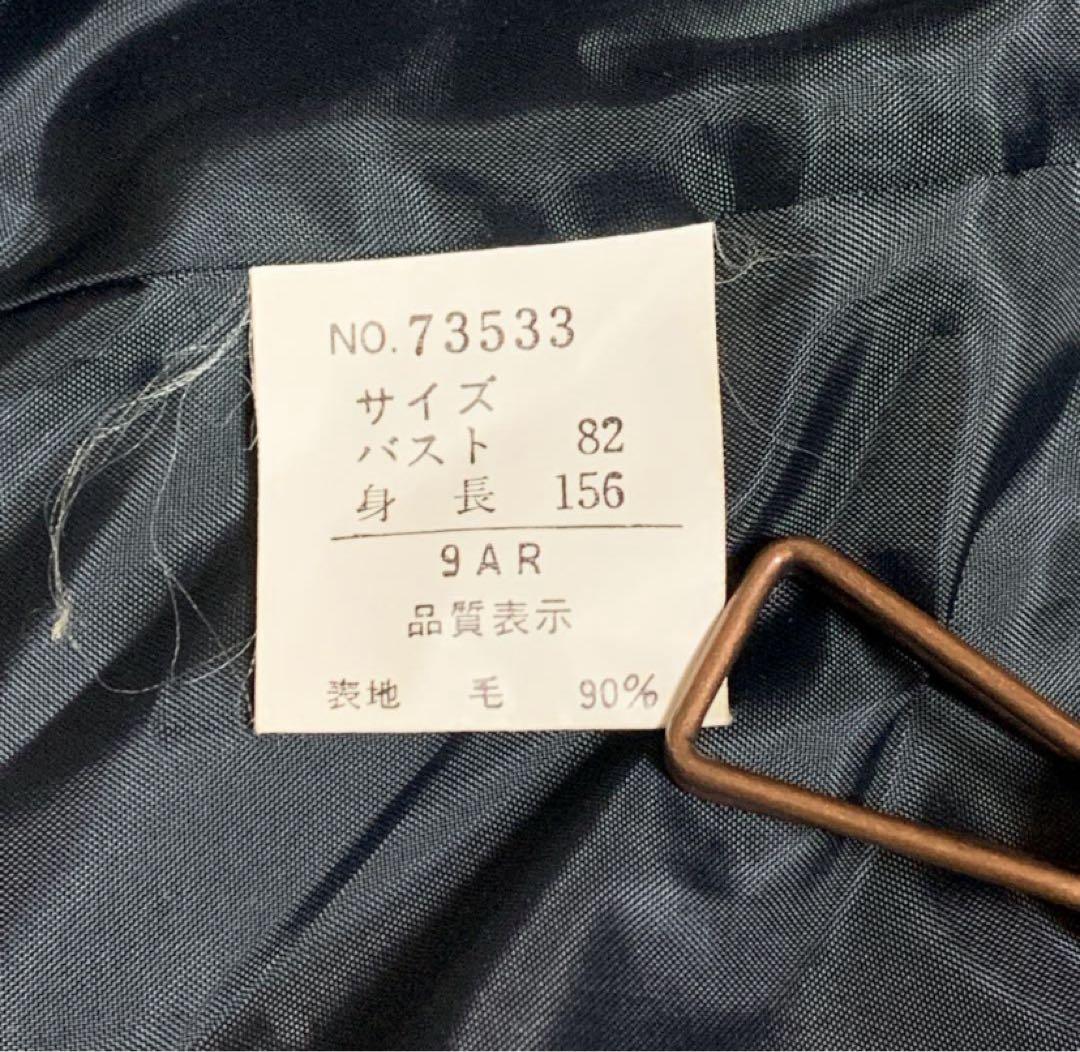 NO.73533
サイズ
バスト 82
身長 156
9AR
品質表示
表地 毛 90%